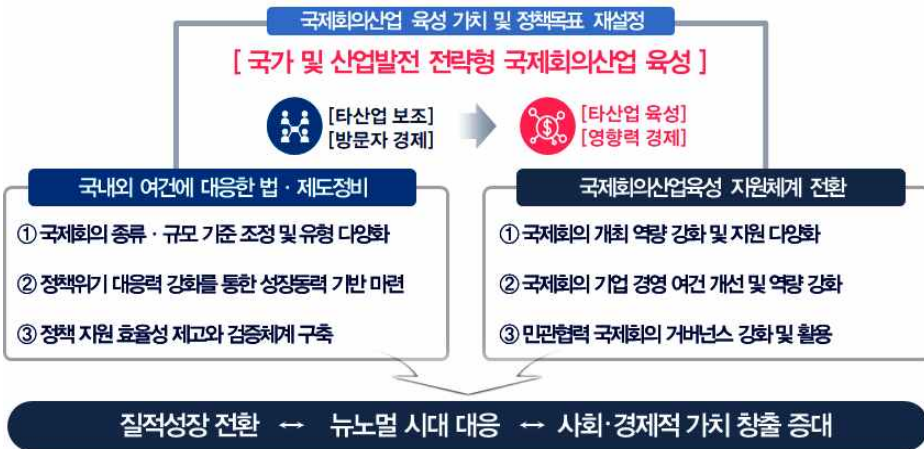 국제회의산업 육성 가치 및 정책목표 재설정
[ 국가 및 산업발전 전략형 국제회의산업 육성 ]
[타산업 보조]
[방문자 경제]
[타산업 육성]
[영향력 경제]
국내외 여건에 대응한 법·제도정비
① 국제회의 종류·규모 기준 조정 및 유형 다양화
② 정책위기 대응력 강화를 통한 성장동력 기반 마련
③ 정책 지원 효율성 제고와 검증체계 구축
국제회의산업육성 지원체계 전환
① 국제회의 개최 역량 강화 및 지원 다양화
② 국제회의 기업 경영 여건 개선 및 역량 강화
③ 민관협력 국제회의 거버넌스 강화 및 활용
질적성장 전환 ↔ 뉴노멀 시대 대응 ↔ 사회·경제적 가치 창출 증대